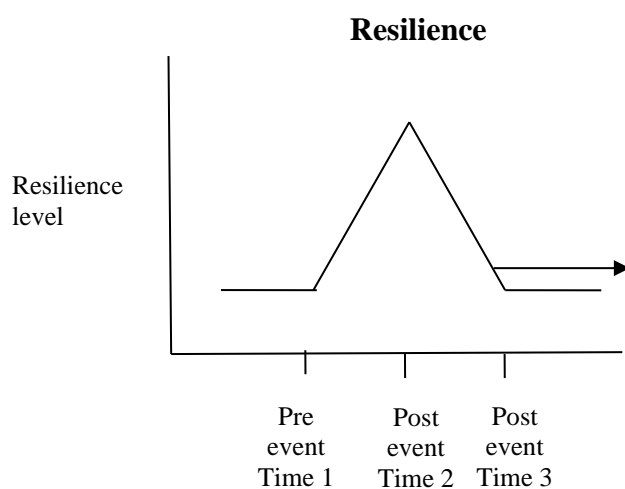 Resilience
Resilience
level
Pre
event
Time 1
Post
event
Time 2
Post
event
Time 3